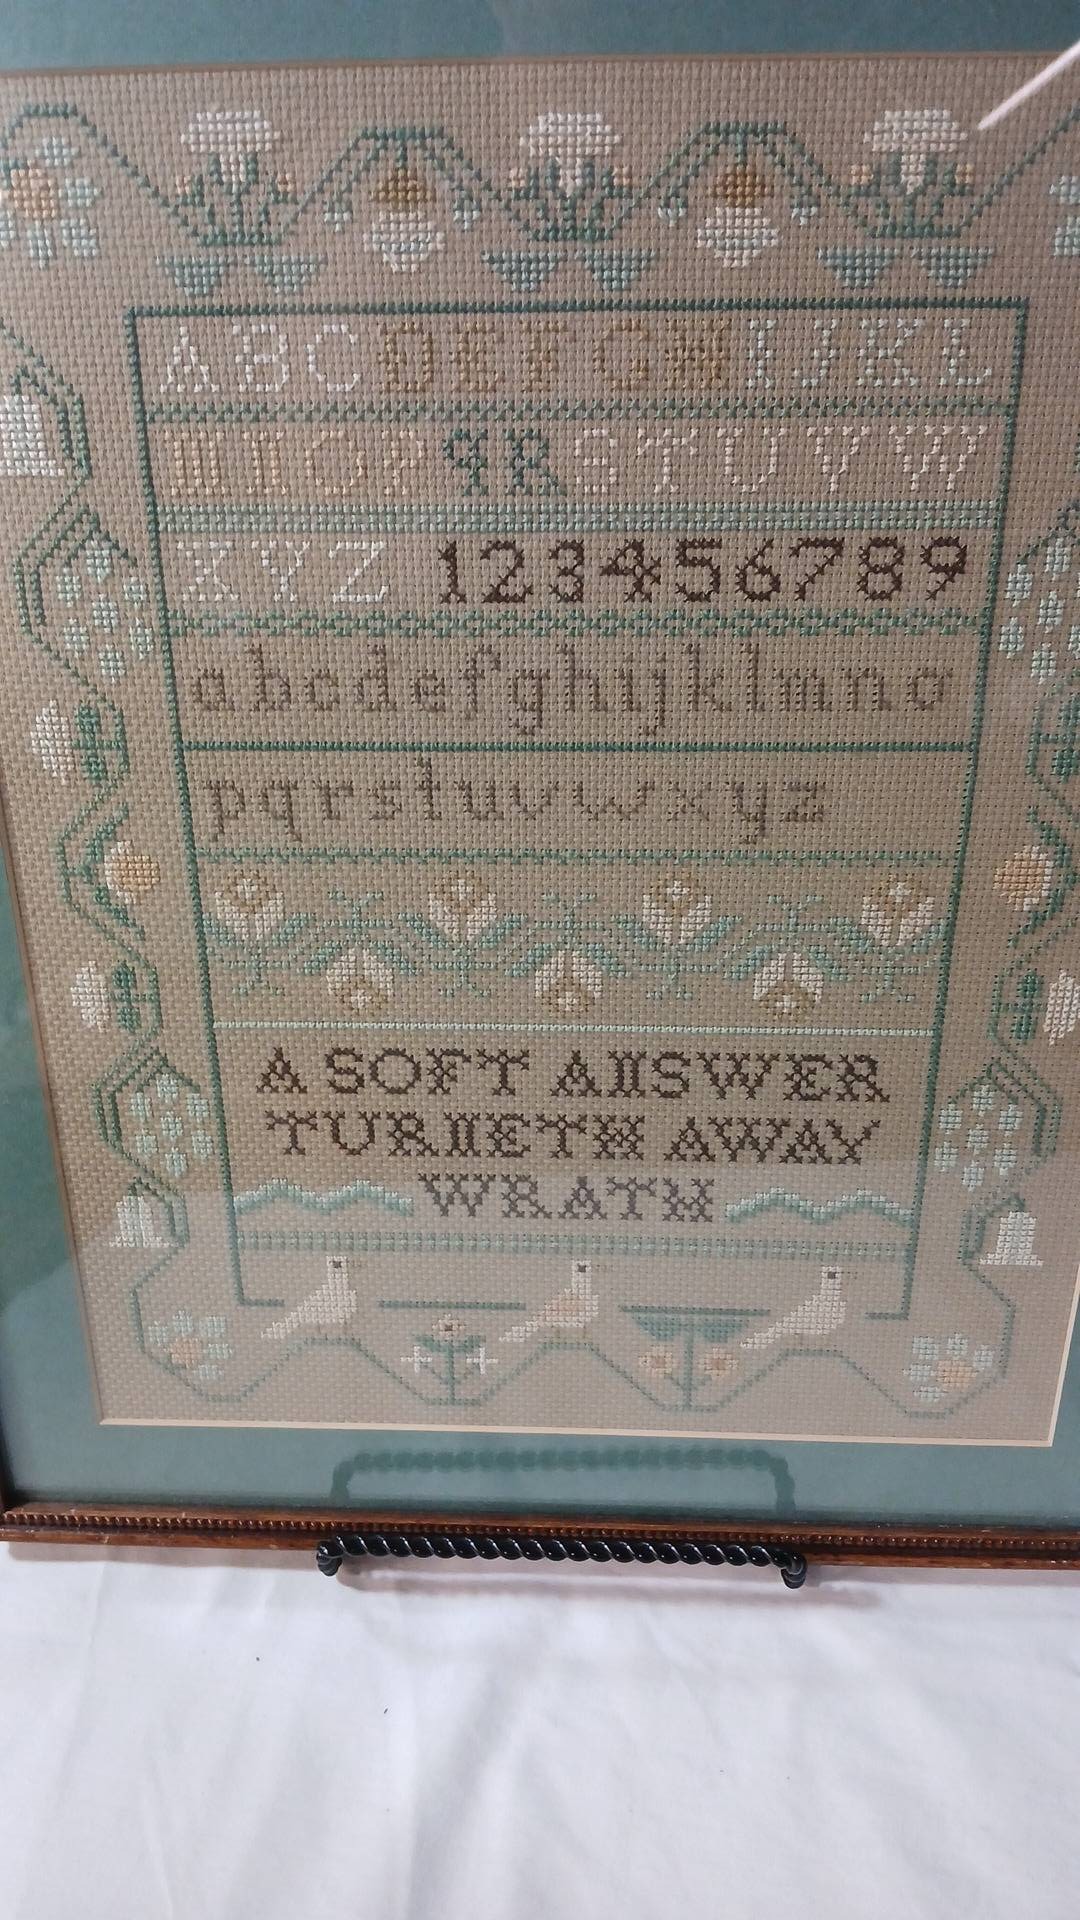 ABCDEFGHIJKL
MNOPQRSTUVW
XYZ 123456789
abcdefghijklmno
pqrstuvwxyz
A SOFT ANSWER
TURNETH AWAY
WRATH